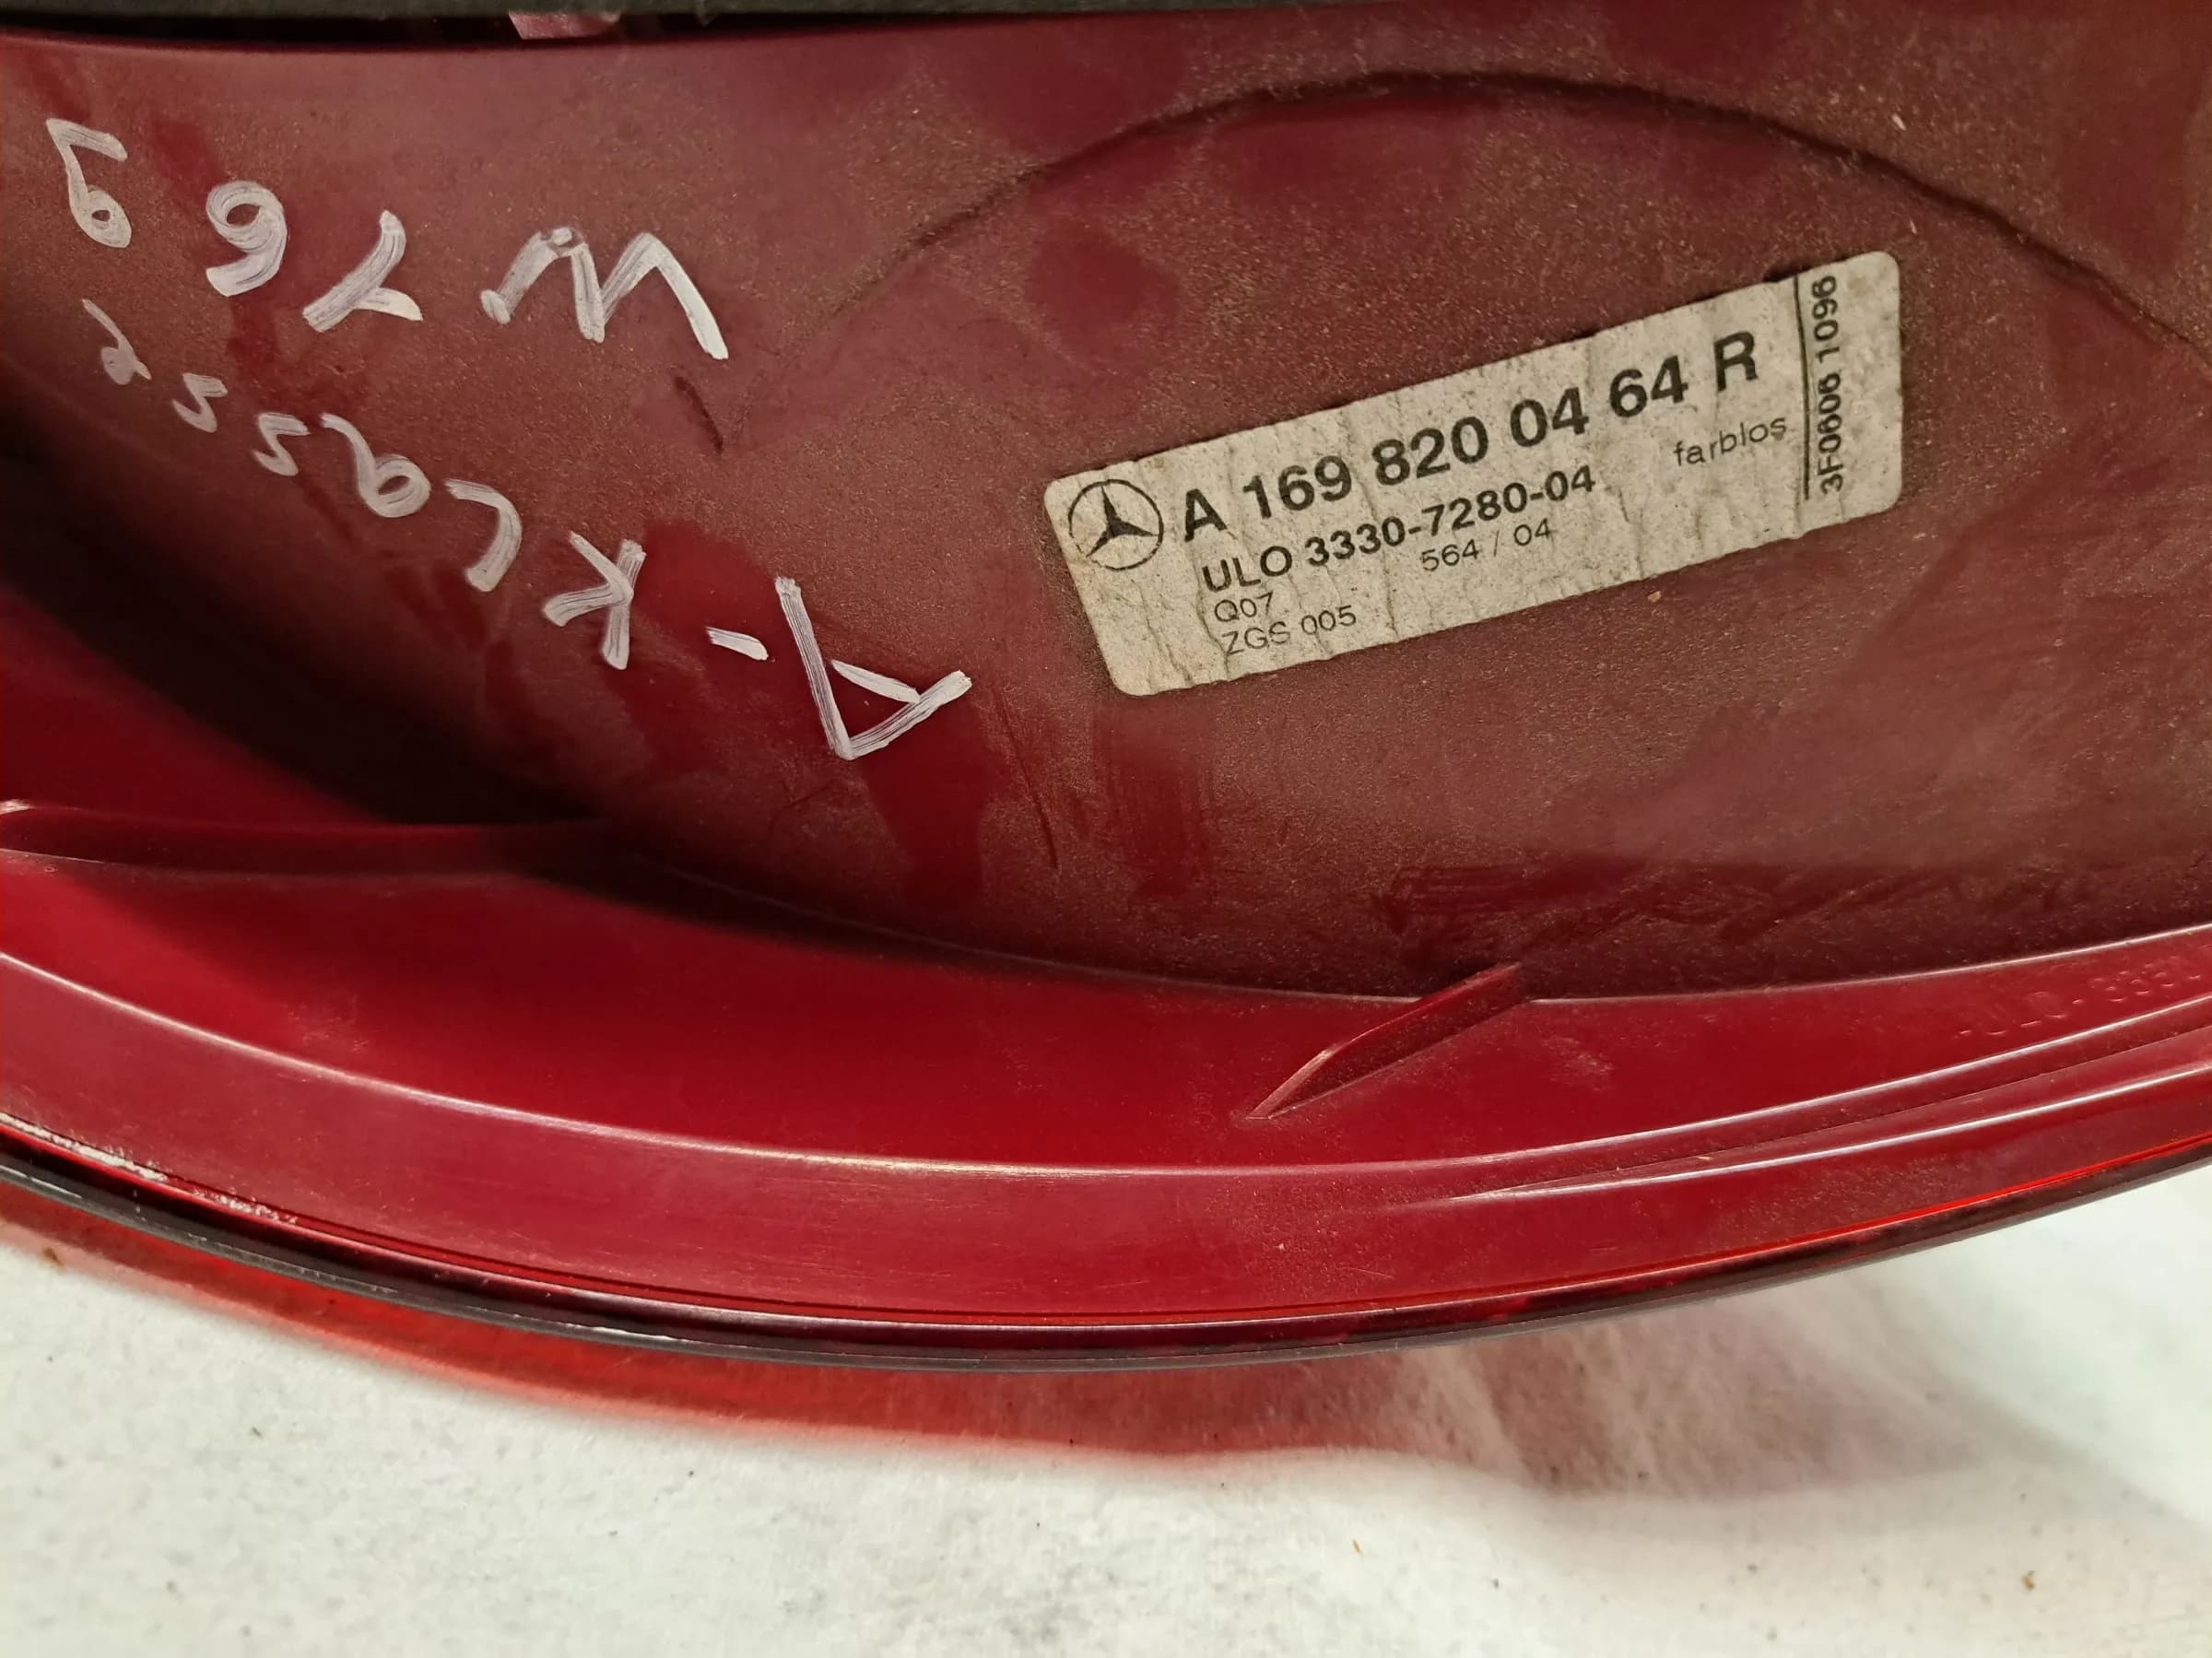 A-Klasse
W169
A 169 820 04 64 R
ULO 3330-7280-04 farblos
564 / 04
Q07
ZGS 005
3F0606 1096